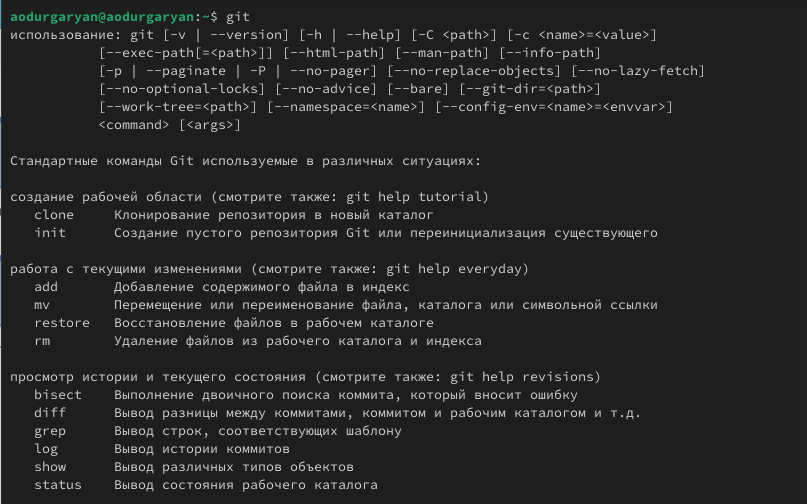 aodurgaryan@aodurgaryan:~$ git
использование: git [-v | --version] [-h | --help] [-C <path>] [-c <name>=<value>]
           [--exec-path[=<path>]] [--html-path] [--man-path] [--info-path]
           [-p | --paginate | -P | --no-pager] [--no-replace-objects] [--no-lazy-fetch]
           [--no-optional-locks] [--no-advice] [--bare] [--git-dir=<path>]
           [--work-tree=<path>] [--namespace=<name>] [--config-env=<name>=<envvar>]
           <command> [<args>]

Стандартные команды Git используемые в различных ситуациях:

создание рабочей области (смотрите также: git help tutorial)
   clone     Клонирование репозитория в новый каталог
   init      Создание пустого репозитория Git или переинициализация существующего

работа с текущими изменениями (смотрите также: git help everyday)
   add       Добавление содержимого файла в индекс
   mv        Перемещение или переименование файла, каталога или символьной ссылки
   restore   Восстановление файлов в рабочем каталоге
   rm        Удаление файлов из рабочего каталога и индекса

просмотр истории и текущего состояния (смотрите также: git help revisions)
   bisect    Выполнение двоичного поиска коммита, который вносит ошибку
   diff      Вывод разницы между коммитами, коммитом и рабочим каталогом и т.д.
   grep      Вывод строк, соответствующих шаблону
   log       Вывод истории коммитов
   show      Вывод различных типов объектов
   status    Вывод состояния рабочего каталога